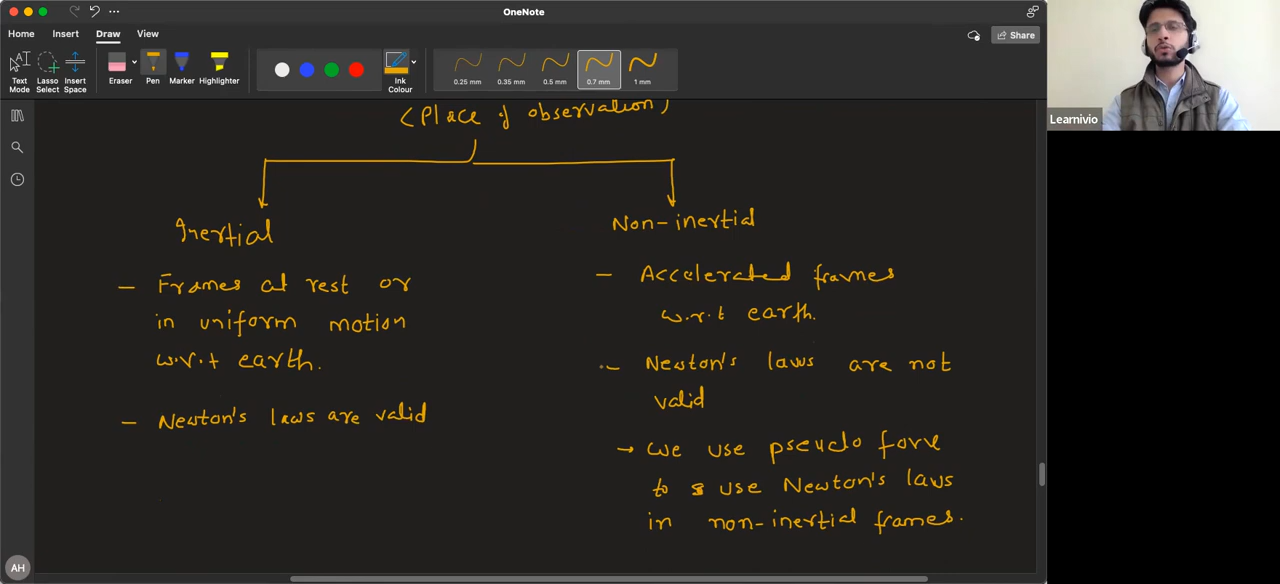 OneNote
Home Insert Draw View
Share
Text Mode
Lasso Select
Insert Space
Eraser
Pen
Marker
Highlighter
Ink Colour
0.25 mm
0.35 mm
0.5 mm
0.7 mm
1 mm
Learnivio
(Place of observation)
Inertial
- Frames at rest or
in uniform motion
w.r.t earth.
- Newton's laws are valid
Non-inertial
- Accelerated frames
w.r.t earth.
- Newton's laws are not
valid
→ We use pseudo force
to use Newton's laws
in non-inertial frames.
AH